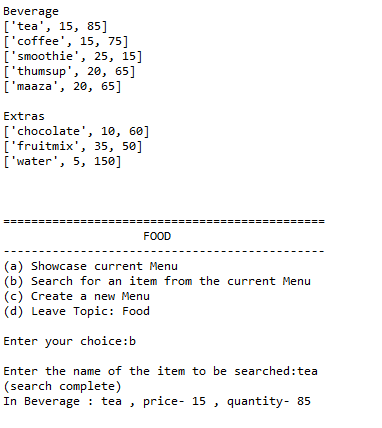 Beverage
['tea', 15, 85]
['coffee', 15, 75]
['smoothie', 25, 15]
['thumsup', 20, 65]
['maaza', 20, 65]
Extras
['chocolate', 10, 60]
['fruitmix', 35, 50]
['water', 5, 150]
==============================================
FOOD
----------------------------------------------
(a) Showcase current Menu
(b) Search for an item from the current Menu
(c) Create a new Menu
(d) Leave Topic: Food
Enter your choice:b
Enter the name of the item to be searched:tea
(search complete)
In Beverage : tea , price- 15 , quantity- 85